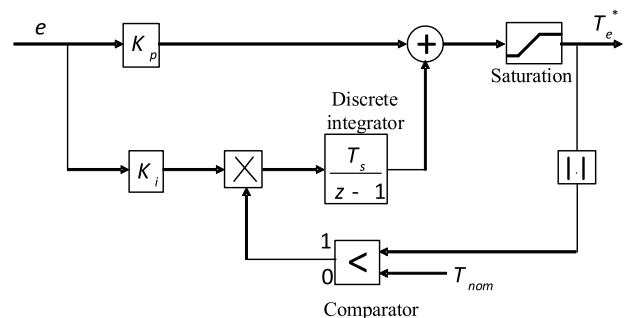 e
K p
+
T e *
Saturation
Discrete
integrator
K i
×
T s
z - 1
|.|
1
0
<
T nom
Comparator